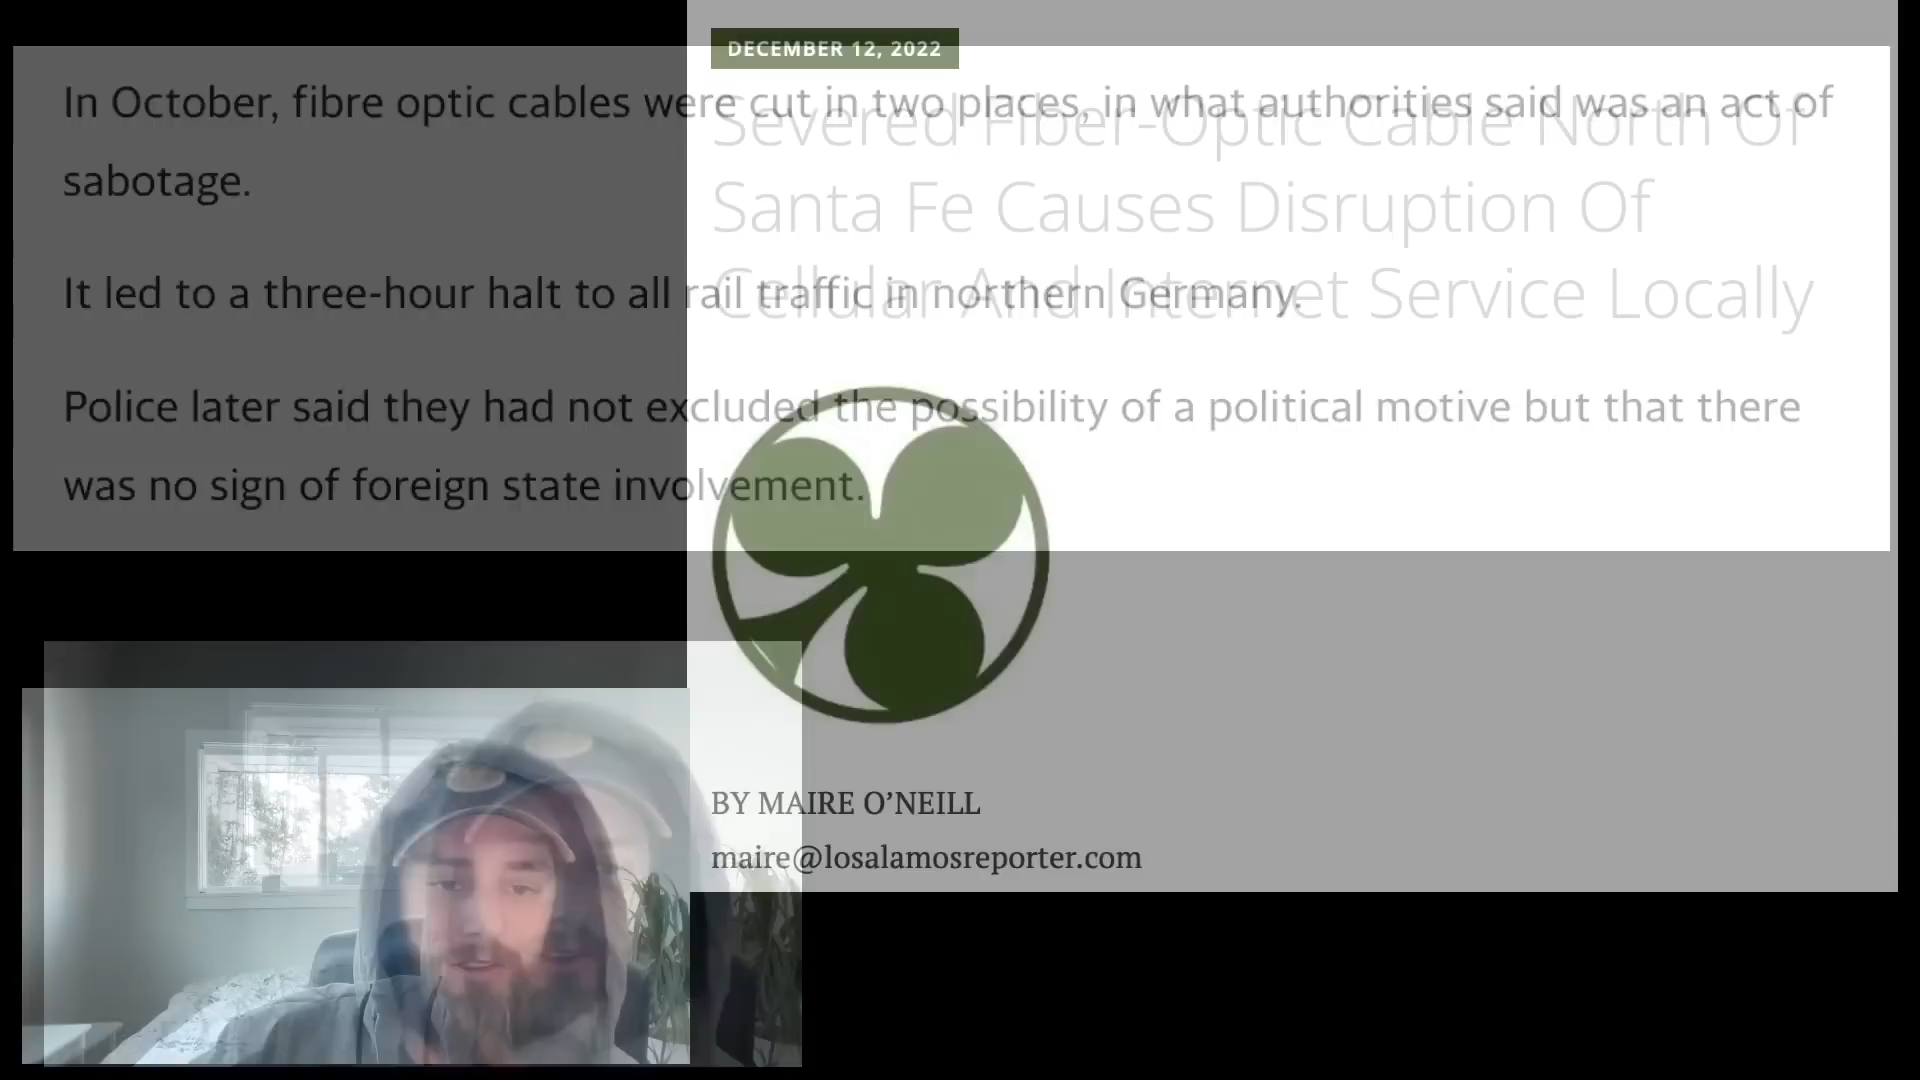 DECEMBER 12, 2022
In October, fibre optic cables were cut in two places, in what authorities said was an act of
sabotage.
It led to a three-hour halt to all rail traffic in northern Germany.
Police later said they had not excluded the possibility of a political motive but that there
was no sign of foreign state involvement.
Severed Fiber-Optic Cable North Of
Santa Fe Causes Disruption Of
Cellular And Internet Service Locally
BY MAIRE O’NEILL
maire@losalamosreporter.com